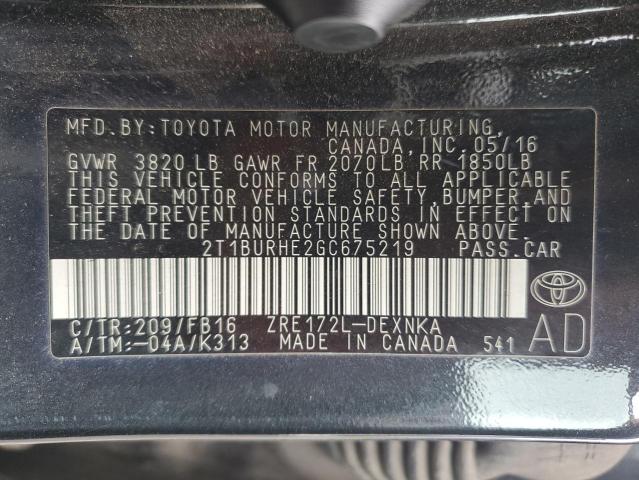 MFD.BY:TOYOTA MOTOR MANUFACTURING,
CANADA, INC.05/16
GVWR 3820 LB GAWR FR 2070LB, RR 1850LB
THIS VEHICLE CONFORMS TO ALL APPLICABLE
FEDERAL MOTOR VEHICLE SAFETY,BUMPER,AND
THEFT PREVENTION STANDARDS IN EFFECT ON
THE DATE OF MANUFACTURE SHOWN ABOVE.
2T1BURHE2GC675219 PASS.CAR
C/TR:209/FB16 ZRE172L-DEXNKA
A/TM:-04A/K313 MADE IN CANADA 541 AD